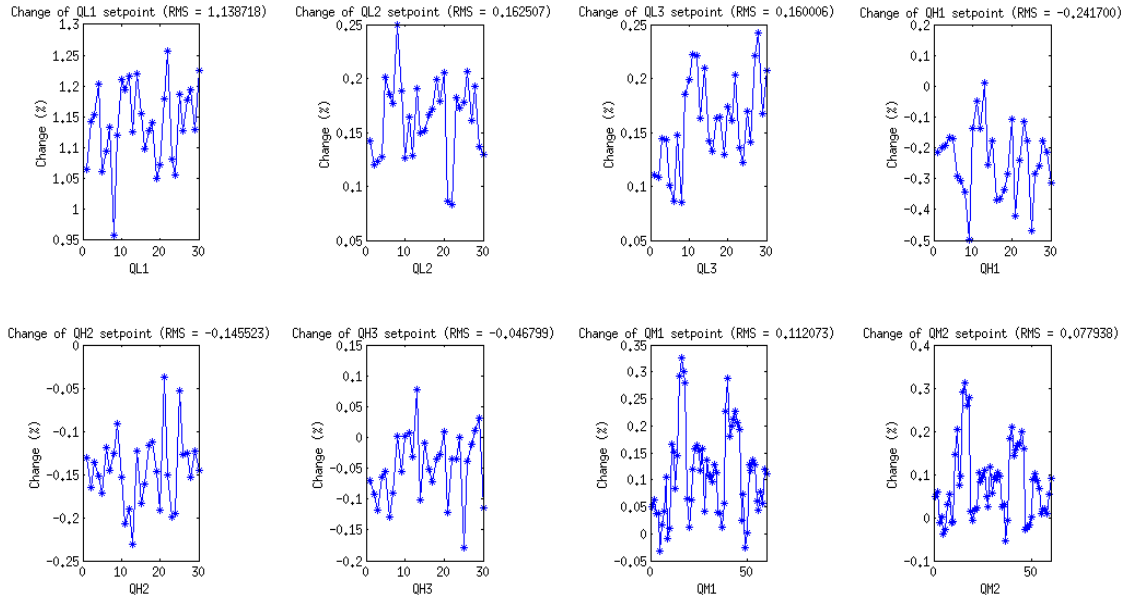 Change of QL1 setpoint (RMS = 1.138718)
1.3
1.25
1.2
1.15
1.1
1.05
1
0.95
Change (%)
0 10 20 30
QL1
Change of QL2 setpoint (RMS = 0.162507)
0.25
0.2
0.15
0.1
0.05
Change (%)
0 10 20 30
QL2
Change of QL3 setpoint (RMS = 0.160006)
0.25
0.2
0.15
0.1
0.05
Change (%)
0 10 20 30
QL3
Change of QH1 setpoint (RMS = -0.241700)
0.2
0.1
0
-0.1
-0.2
-0.3
-0.4
-0.5
Change (%)
0 10 20 30
QH1
Change of QH2 setpoint (RMS = -0.145523)
0
-0.05
-0.1
-0.15
-0.2
-0.25
Change (%)
0 10 20 30
QH2
Change of QH3 setpoint (RMS = -0.046799)
0.15
0.1
0.05
0
-0.05
-0.1
-0.15
-0.2
Change (%)
0 10 20 30
QH3
Change of QM1 setpoint (RMS = 0.112073)
0.35
0.3
0.25
0.2
0.15
0.1
0.05
0
-0.05
Change (%)
0 50
QM1
Change of QM2 setpoint (RMS = 0.077938)
0.4
0.3
0.2
0.1
0
-0.1
Change (%)
0 50
QM2